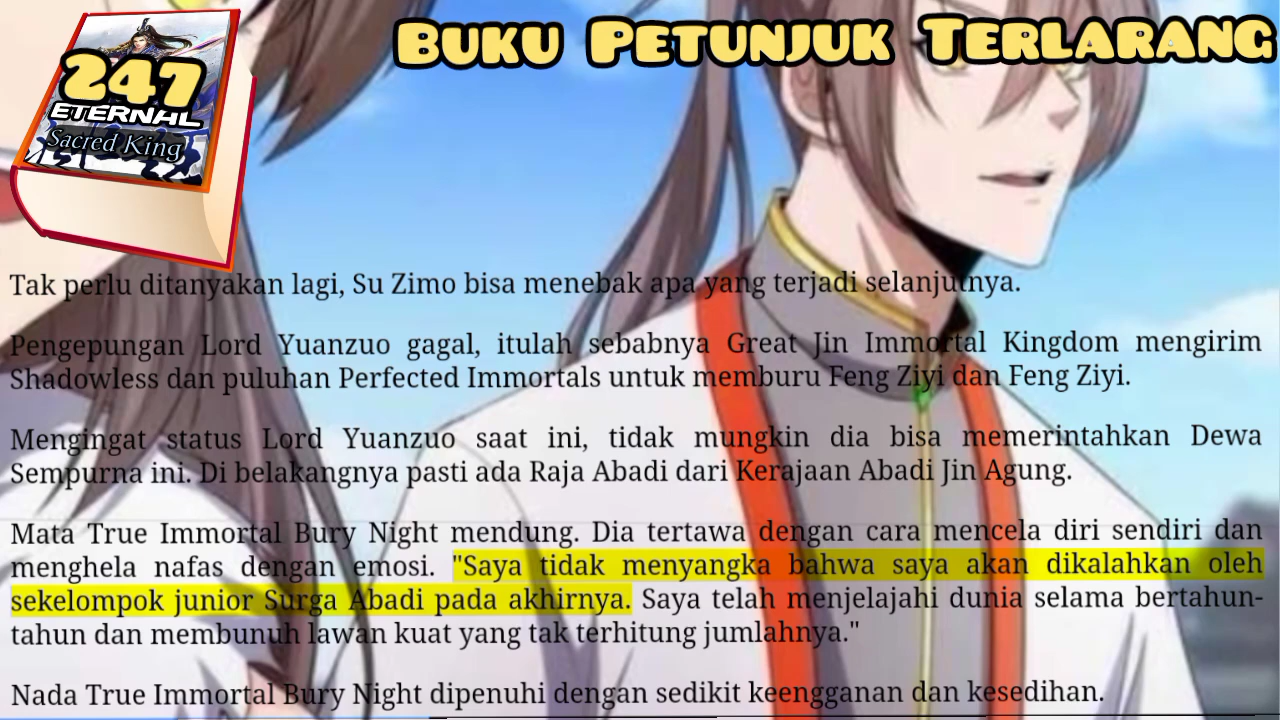 BUKU PETUNJUK TERLARANG
247
ETERNAL
Sacred King
Tak perlu ditanyakan lagi, Su Zimo bisa menebak apa yang terjadi selanjutnya.
Pengepungan Lord Yuanzuo gagal, itulah sebabnya Great Jin Immortal Kingdom mengirim
Shadowless dan puluhan Perfected Immortals untuk memburu Feng Ziyi dan Feng Ziyi.
Mengingat status Lord Yuanzuo saat ini, tidak mungkin dia bisa memerintahkan Dewa
Sempurna ini. Di belakangnya pasti ada Raja Abadi dari Kerajaan Abadi Jin Agung.
Mata True Immortal Bury Night mendung. Dia tertawa dengan cara mencela diri sendiri dan
menghela nafas dengan emosi. "Saya tidak menyangka bahwa saya akan dikalahkan oleh
sekelompok junior Surga Abadi pada akhirnya. Saya telah menjelajahi dunia selama bertahun-
tahun dan membunuh lawan kuat yang tak terhitung jumlahnya."
Nada True Immortal Bury Night dipenuhi dengan sedikit keengganan dan kesedihan.